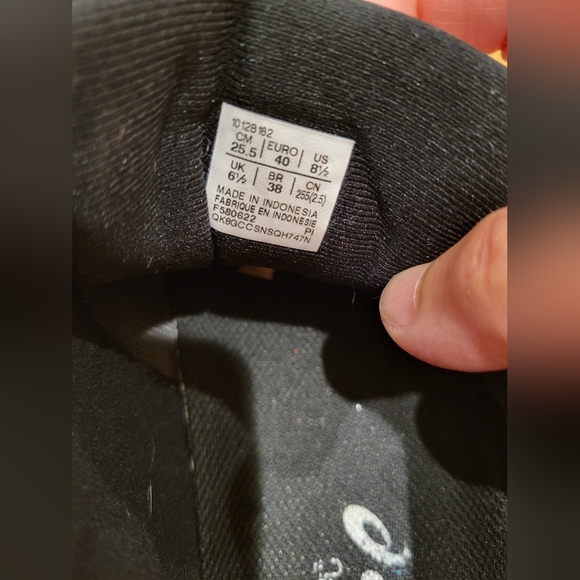 1012B182
CM EURO US
25.5 40 8½
UK BR CN
6½ 38 255(2.5)
MADE IN INDONESIA
FABRIQUE EN INDONESIE
F580622 PI
QK8GCCSNSQH747N